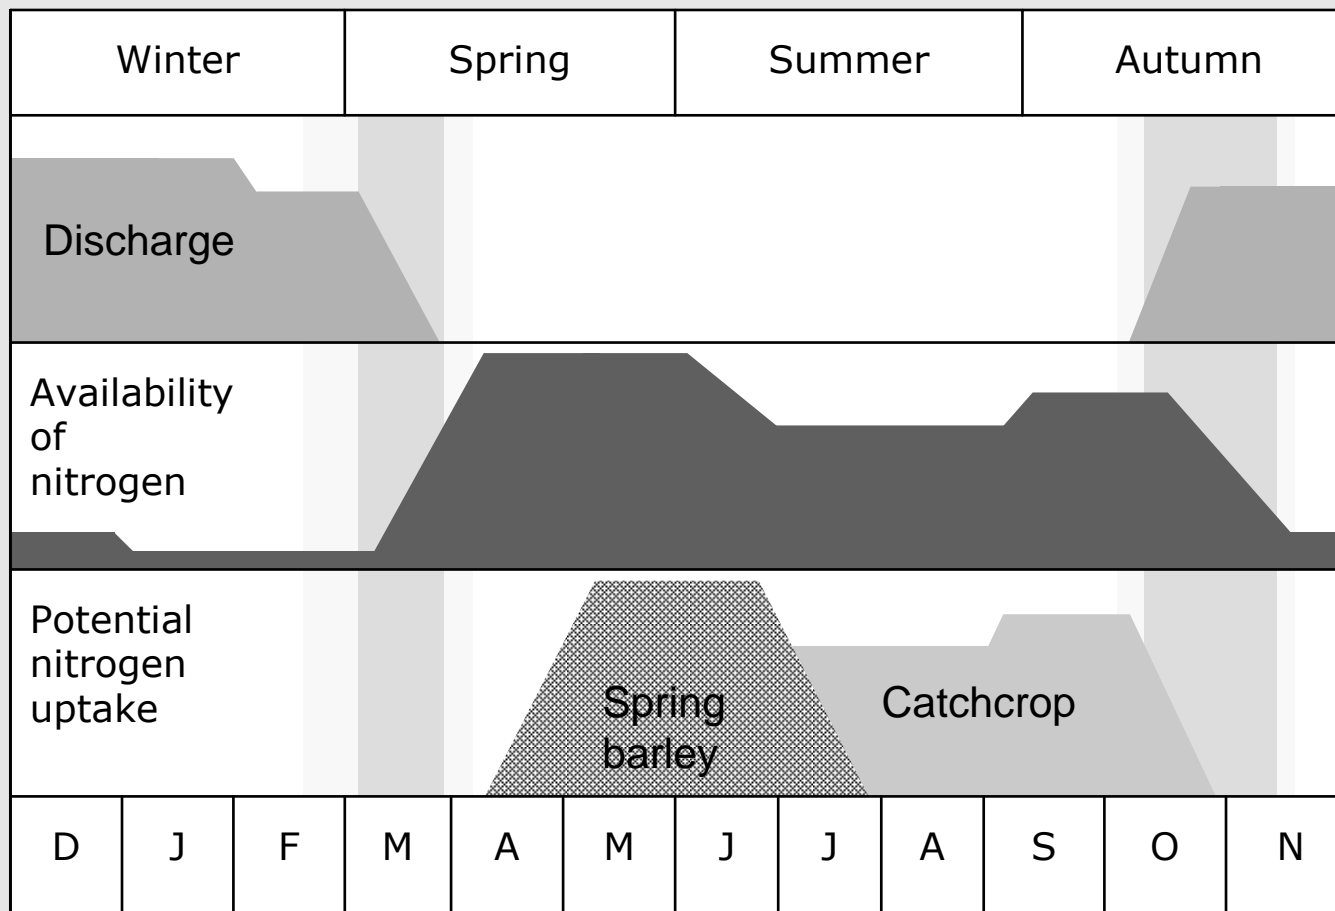 Winter Spring Summer Autumn
Discharge
Availability
of
nitrogen
Potential
nitrogen
uptake
Spring
barley
Catchcrop
D J F M A M J J A S O N